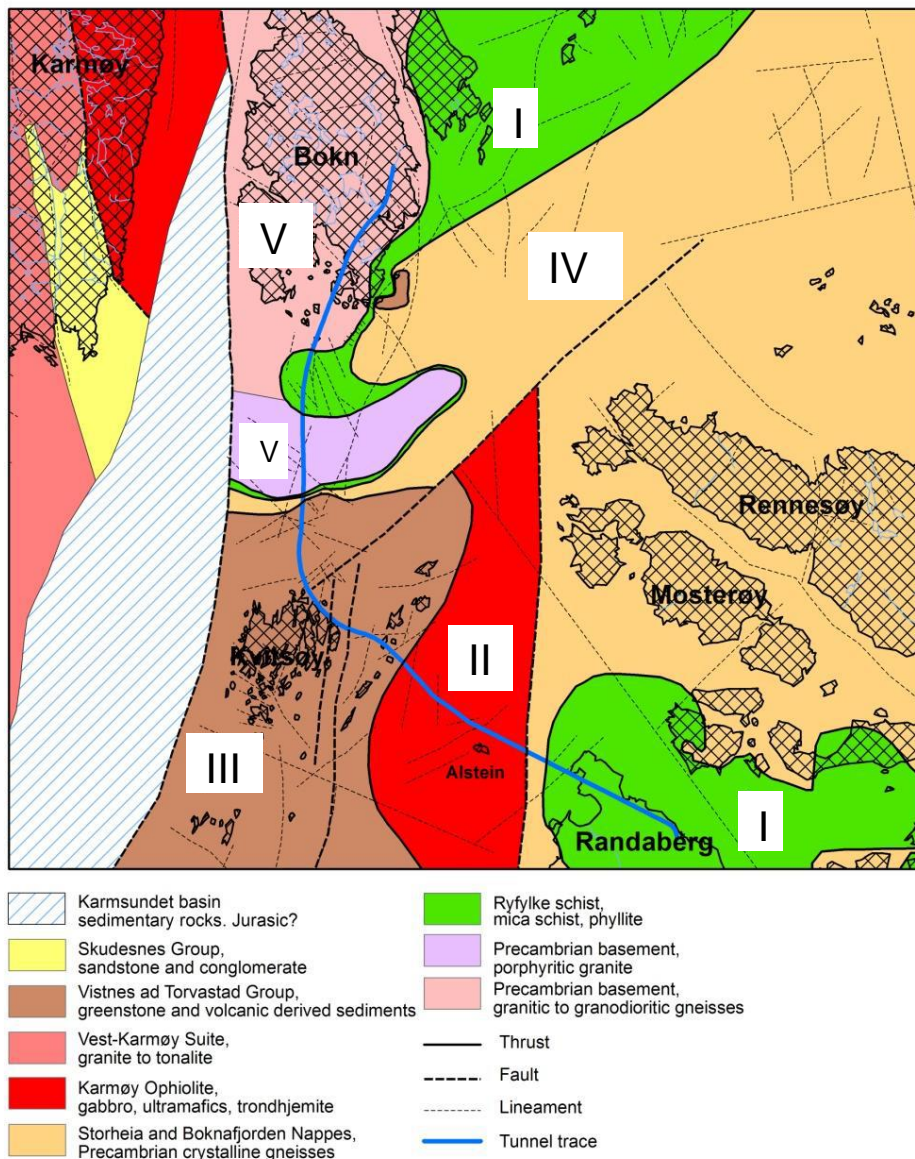 Karmøy
I
Bokn
V
IV
V
Rennesøy
Mosterøy
Kvitsøy
II
III
Alstein
I
Randaberg
Karmsundet basin
sedimentary rocks. Jurasic?
Skudesnes Group,
sandstone and conglomerate
Vistnes ad Torvastad Group,
greenstone and volcanic derived sediments
Vest-Karmøy Suite,
granite to tonalite
Karmøy Ophiolite,
gabbro, ultramafics, trondhjemite
Storheia and Boknafjorden Nappes,
Precambrian crystalline gneisses
Ryfylke schist,
mica schist, phyllite
Precambrian basement,
porphyritic granite
Precambrian basement,
granitic to granodioritic gneisses
Thrust
Fault
Lineament
Tunnel trace